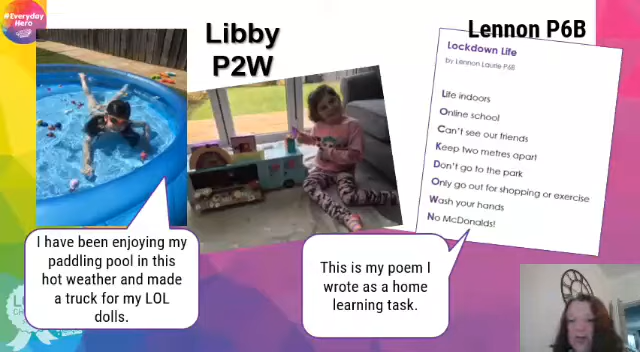 #Everyday
Hero
Libby
P2W
Lennon P6B
Lockdown Life
by Lennon Laurie P6B
Life indoors
Online school
Can't see our friends
Keep two metres apart
Don't go to the park
Only go out for shopping or exercise
Wash your hands
No McDonalds!
I have been enjoying my
paddling pool in this
hot weather and made
a truck for my LOL
dolls.
This is my poem I
wrote as a home
learning task.